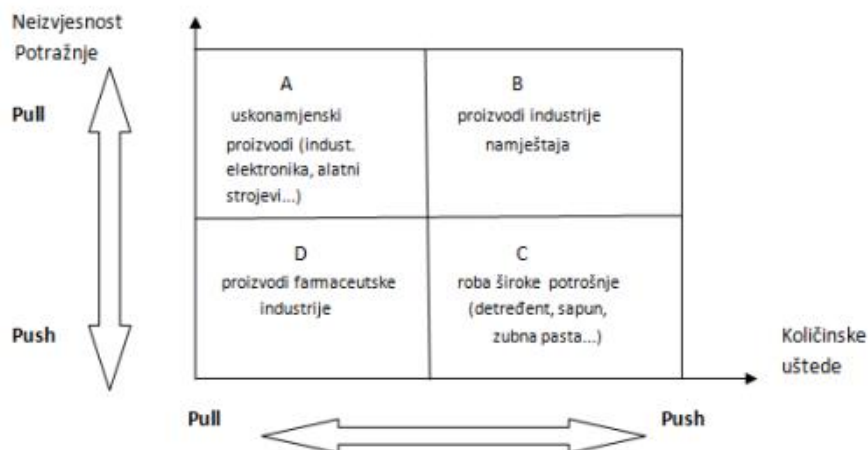 Neizvjesnost
Potražnje
Pull
Push
A
uskonamjenski
proizvodi (indust.
elektronika, alatni
strojevi...)
B
proizvodi industrije
namještaja
D
proizvodi farmaceutske
industrije
C
roba široke potrošnje
(detređent, sapun,
zubna pasta...)
Količinske
uštede
Pull
Push